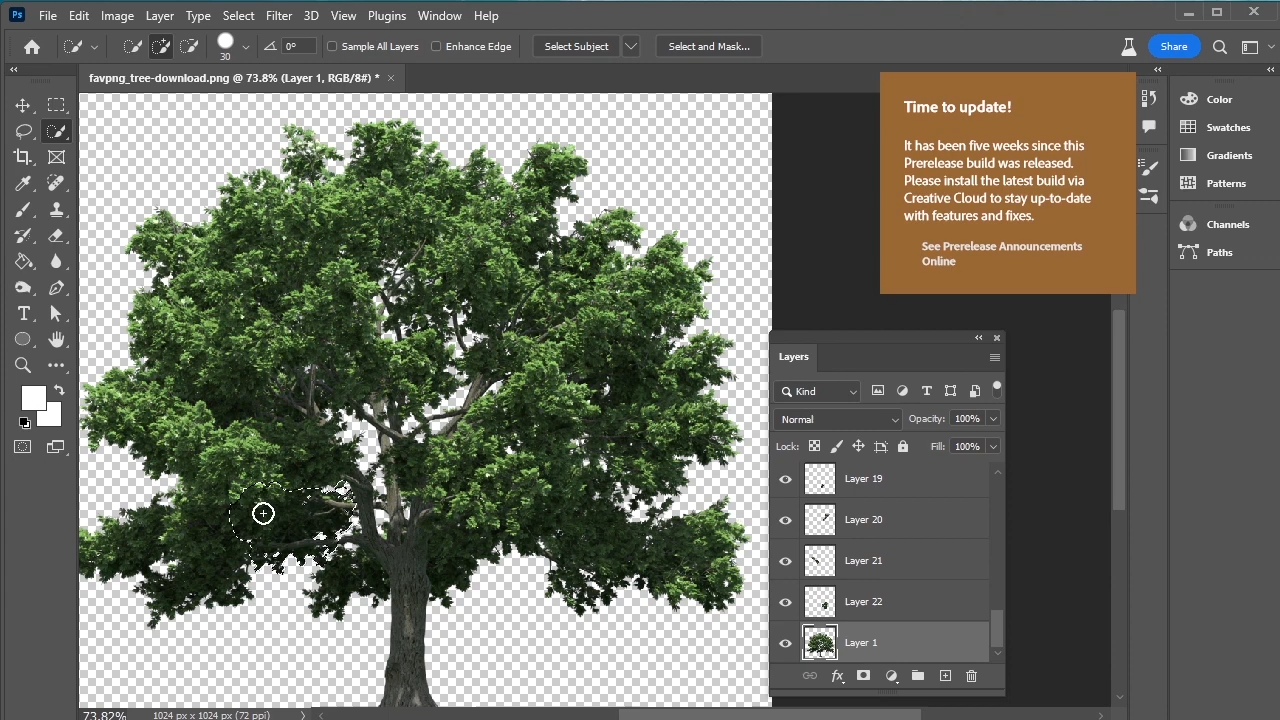 Ps File Edit Image Layer Type Select Filter 3D View Plugins Window Help
30 0° Sample All Layers Enhance Edge Select Subject Select and Mask... Share
favpng_tree-download.png @ 73.8% (Layer 1, RGB/8#) *
Time to update!
It has been five weeks since this
Prerelease build was released.
Please install the latest build via
Creative Cloud to stay up-to-date
with features and fixes.
See Prerelease Announcements
Online
Color
Swatches
Gradients
Patterns
Channels
Paths
Layers
Kind
Normal Opacity: 100%
Lock: Fill: 100%
Layer 19
Layer 20
Layer 21
Layer 22
Layer 1
fx
73.82% 1024 px x 1024 px (72 ppi)